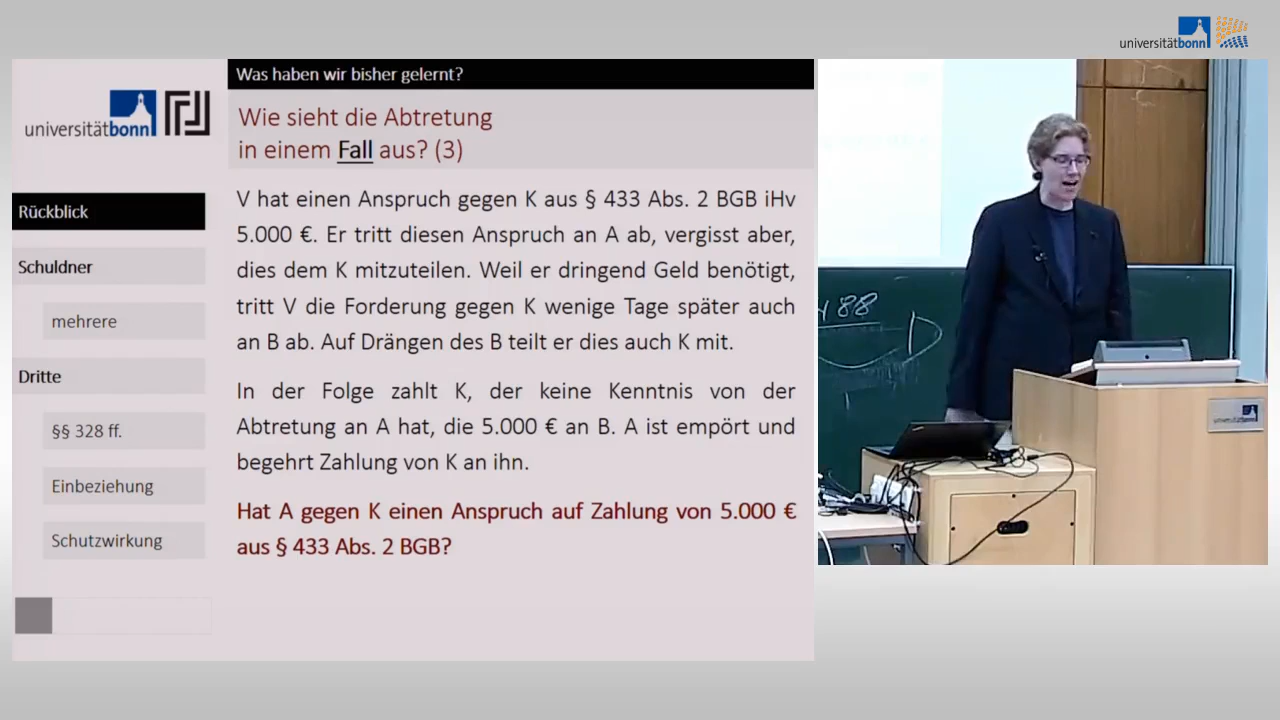 universitätbonn
Was haben wir bisher gelernt?
universitätbonn
Wie sieht die Abtretung
in einem Fall aus? (3)
Rückblick
Schuldner
mehrere
Dritte
§§ 328 ff.
Einbeziehung
Schutzwirkung
V hat einen Anspruch gegen K aus § 433 Abs. 2 BGB iHv
5.000 €. Er tritt diesen Anspruch an A ab, vergisst aber,
dies dem K mitzuteilen. Weil er dringend Geld benötigt,
tritt V die Forderung gegen K wenige Tage später auch
an B ab. Auf Drängen des B teilt er dies auch K mit.
In der Folge zahlt K, der keine Kenntnis von der
Abtretung an A hat, die 5.000 € an B. A ist empört und
begehrt Zahlung von K an ihn.
Hat A gegen K einen Anspruch auf Zahlung von 5.000 €
aus § 433 Abs. 2 BGB?